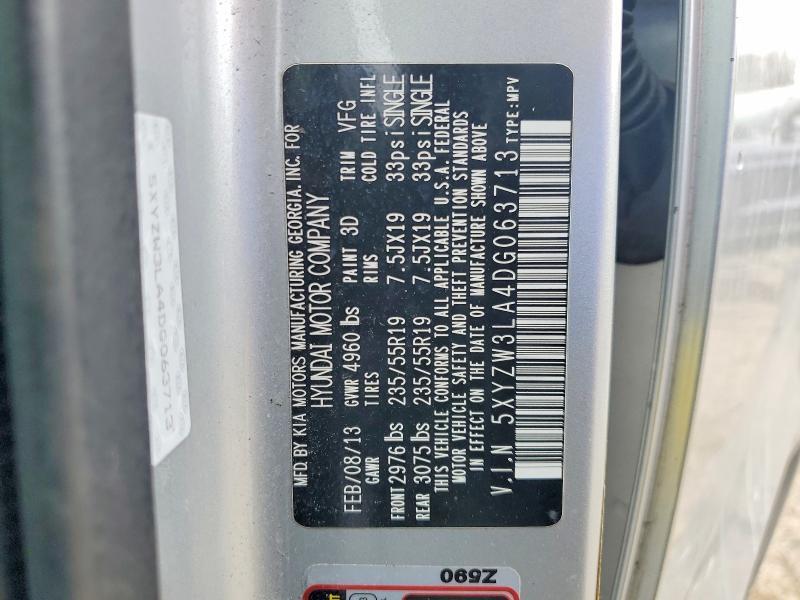 MFD. BY KIA MOTORS MANUFACTURING GEORGIA. INC. FOR
HYUNDAI MOTOR COMPANY
FEB/08/13 GVWR 4960 lbs PAINT 3D TRIM VFG
GAWR TIRES RIMS COLD TIRE INFL
FRONT 2976 lbs 235/55R19 7.5JX19 33psi SINGLE
REAR 3075 lbs 235/55R19 7.5JX19 33psi SINGLE
THIS VEHICLE CONFORMS TO ALL APPLICABLE U.S.A. FEDERAL
MOTOR VEHICLE SAFETY AND THEFT PREVENTION STANDARDS
IN EFFECT ON THE DATE OF MANUFACTURE SHOWN ABOVE
V.I.N 5XYZW3LA4DG063713 TYPE:MPV
5XYZW3LA4DG063713
Z590